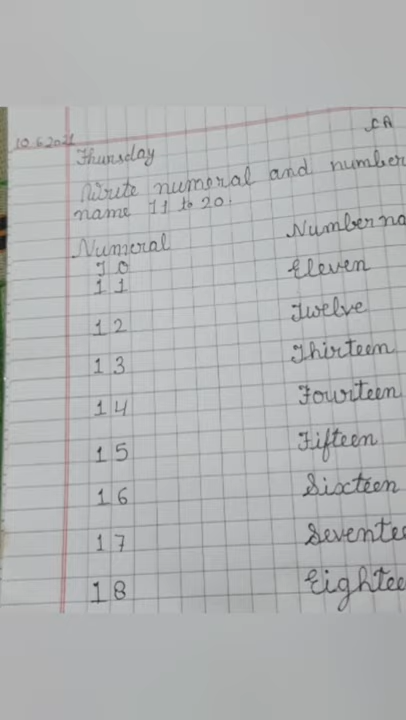 C A
10.6.2021
Thursday
Write numeral and number
name 11 to 20.
Numeral Number na
1 0
1 1 Eleven
1 2 Twelve
1 3 Thirteen
1 4 Fourteen
1 5 Fifteen
1 6 Sixteen
1 7 Sevente
1 8 Eightee